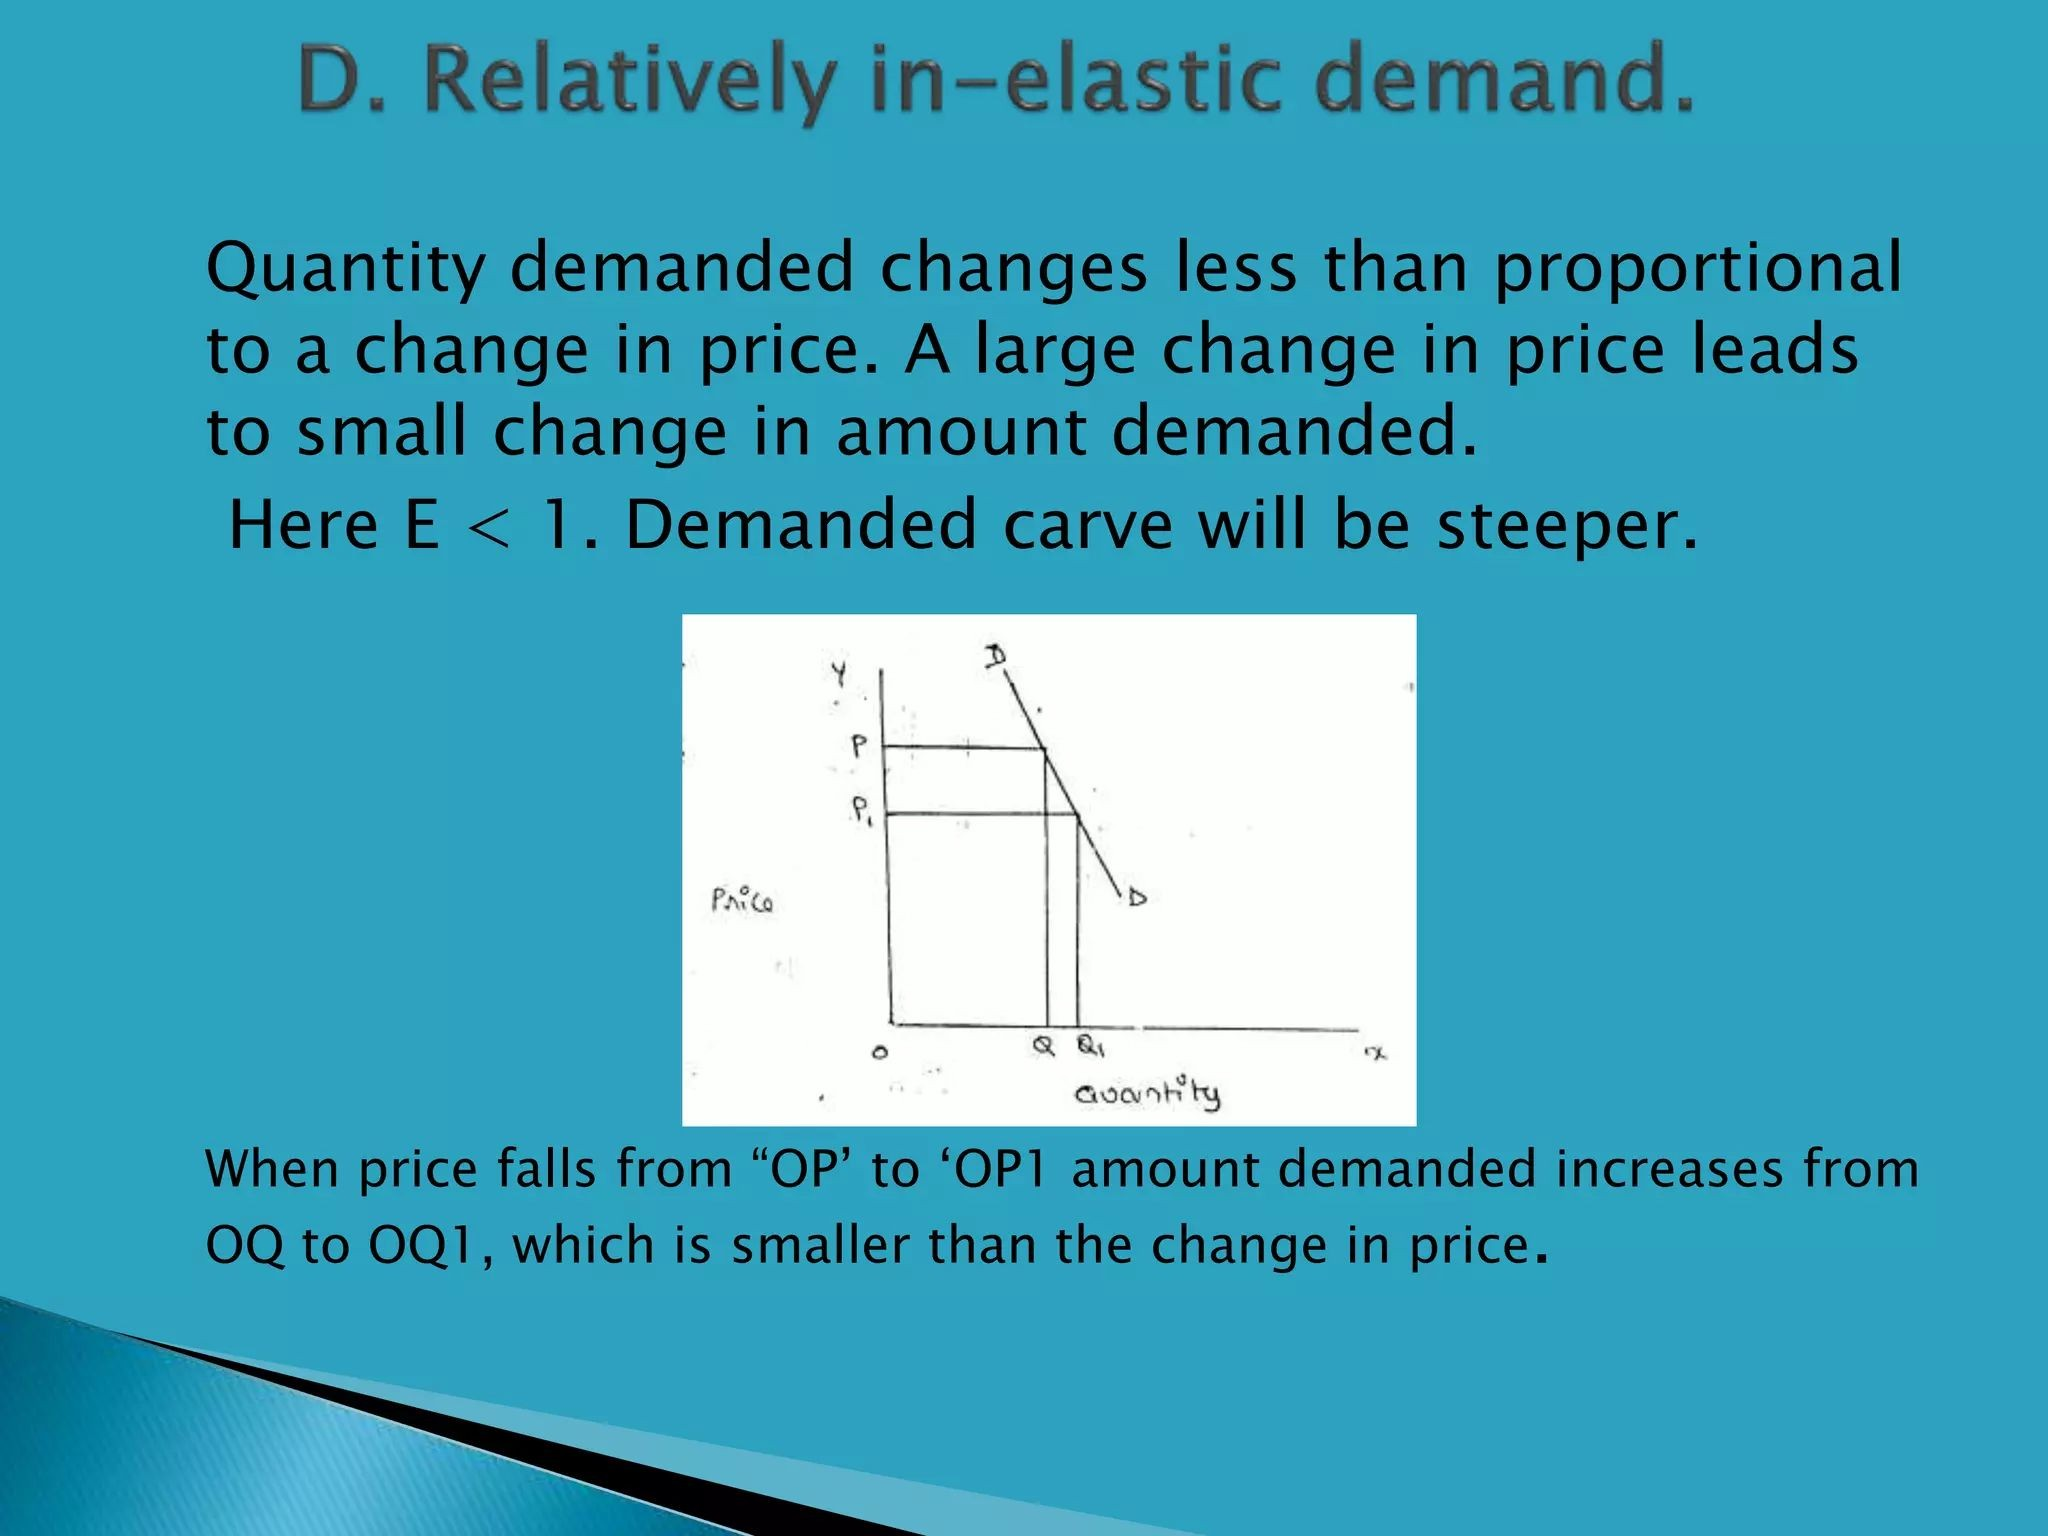 D. Relatively in-elastic demand.
Quantity demanded changes less than proportional
to a change in price. A large change in price leads
to small change in amount demanded.
Here E < 1. Demanded carve will be steeper.
D
Y
P
P1
Price
D
O
Q Q1
x
Quantity
When price falls from “OP’ to ‘OP1 amount demanded increases from
OQ to OQ1, which is smaller than the change in price.